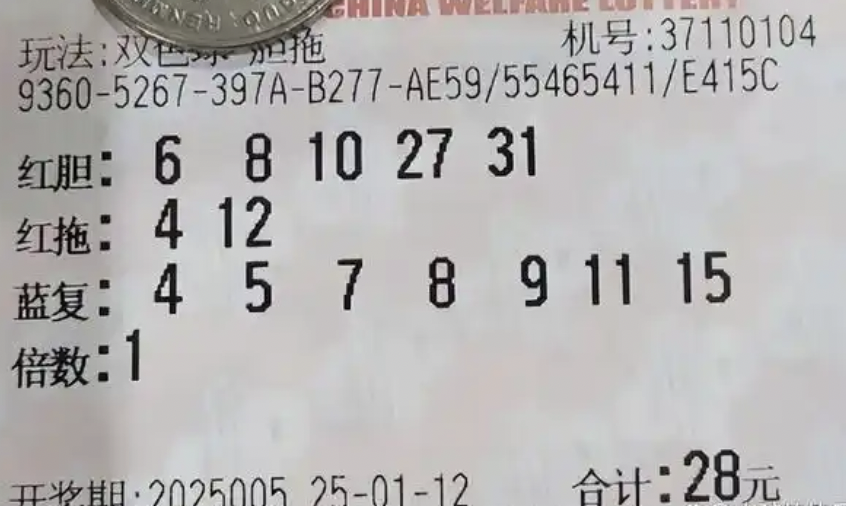 CHINA WELFARE LOTTERY
玩法:双色球 胆拖 机号:37110104
9360-5267-397A-B277-AE59/55465411/E415C
红胆: 6 8 10 27 31
红拖: 4 12
蓝复: 4 5 7 8 9 11 15
倍数:1
开奖期:2025005 25-01-12 合计:28元